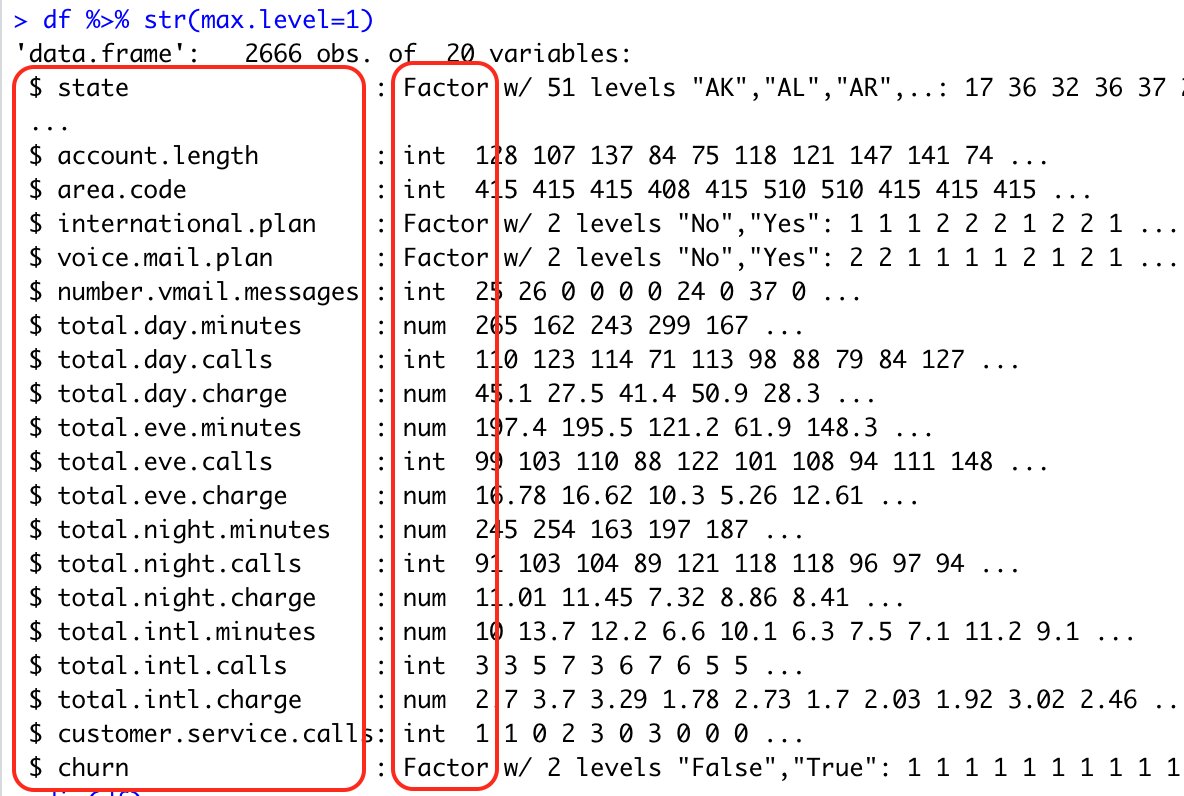 > df %>% str(max.level=1)
'data.frame':   2666 obs. of  20 variables:
 $ state                 : Factor w/ 51 levels "AK","AL","AR",..: 17 36 32 36 37
 ...
 $ account.length        : int  128 107 137 84 75 118 121 147 141 74 ...
 $ area.code             : int  415 415 415 408 415 510 510 415 415 415 ...
 $ international.plan    : Factor w/ 2 levels "No","Yes": 1 1 1 2 2 2 1 2 2 1 ...
 $ voice.mail.plan       : Factor w/ 2 levels "No","Yes": 2 2 1 1 1 1 2 1 2 1 ...
 $ number.vmail.messages : int  25 26 0 0 0 0 24 0 37 0 ...
 $ total.day.minutes     : num  265 162 243 299 167 ...
 $ total.day.calls       : int  110 123 114 71 113 98 88 79 84 127 ...
 $ total.day.charge      : num  45.1 27.5 41.4 50.9 28.3 ...
 $ total.eve.minutes     : num  197.4 195.5 121.2 61.9 148.3 ...
 $ total.eve.calls       : int  99 103 110 88 122 101 108 94 111 148 ...
 $ total.eve.charge      : num  16.78 16.62 10.3 5.26 12.61 ...
 $ total.night.minutes   : num  245 254 163 197 187 ...
 $ total.night.calls     : int  91 103 104 89 121 118 118 96 97 94 ...
 $ total.night.charge    : num  11.01 11.45 7.32 8.86 8.41 ...
 $ total.intl.minutes    : num  10 13.7 12.2 6.6 10.1 6.3 7.5 7.1 11.2 9.1 ...
 $ total.intl.calls      : int  3 3 5 7 3 6 7 6 5 5 ...
 $ total.intl.charge     : num  2.7 3.7 3.29 1.78 2.73 1.7 2.03 1.92 3.02 2.46 ..
 $ customer.service.calls: int  1 1 0 2 3 0 3 0 0 0 ...
 $ churn                 : Factor w/ 2 levels "False","True": 1 1 1 1 1 1 1 1 1 1